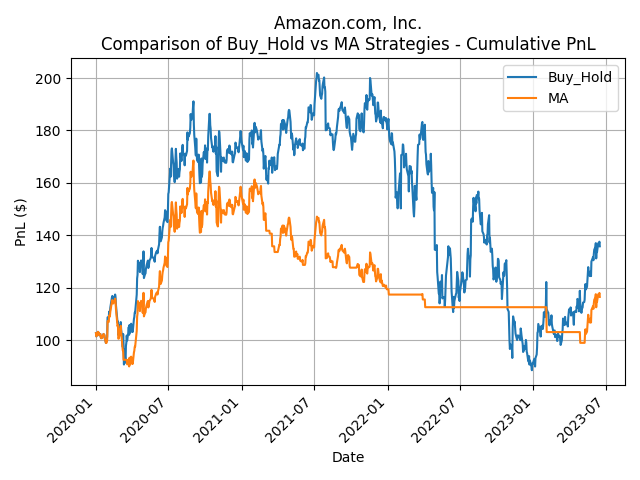 Amazon.com, Inc.
Comparison of Buy_Hold vs MA Strategies - Cumulative PnL
Buy_Hold
MA
PnL ($)
200
180
160
140
120
100
2020-01
2020-07
2021-01
2021-07
2022-01
2022-07
2023-01
2023-07
Date